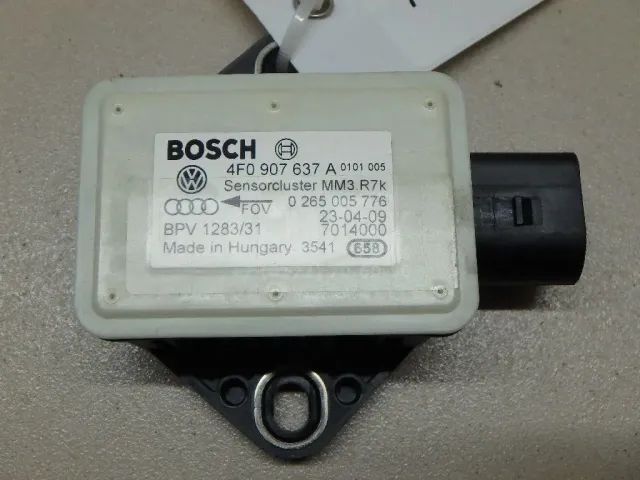 BOSCH
4F0 907 637 A 0101 005
Sensorcluster MM3.R7k
FOV 0 265 005 776
23-04-09
BPV 1283/31 7014000
Made in Hungary 3541 658